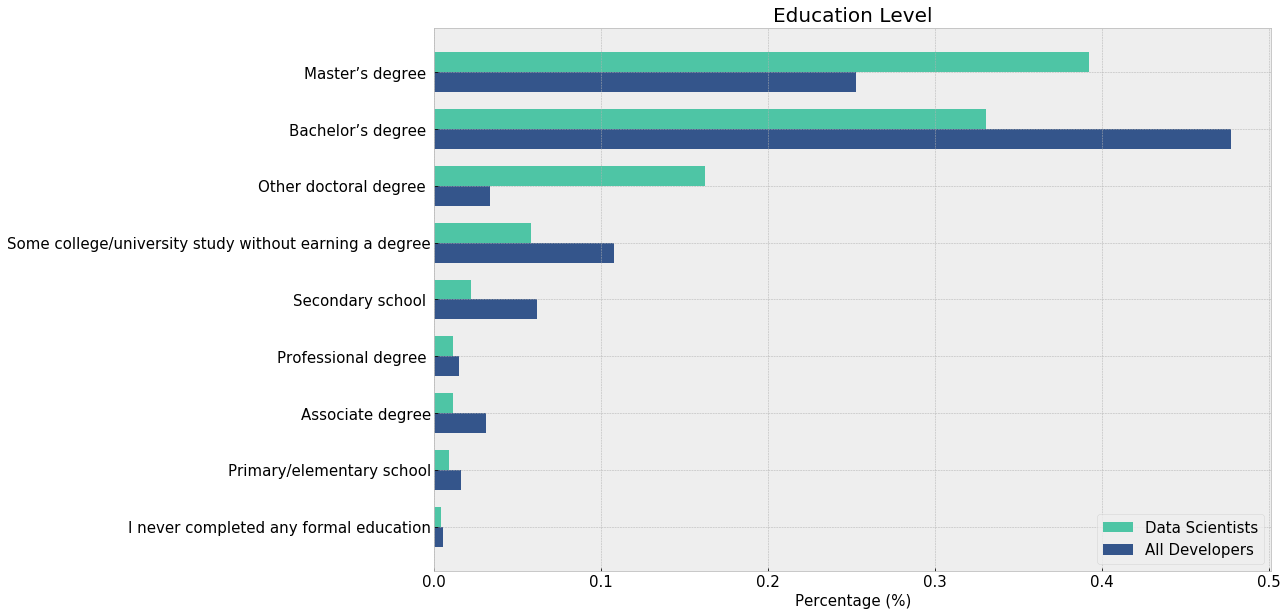 Education Level
Master’s degree
Bachelor’s degree
Other doctoral degree
Some college/university study without earning a degree
Secondary school
Professional degree
Associate degree
Primary/elementary school
I never completed any formal education
Data Scientists
All Developers
0.0 0.1 0.2 0.3 0.4 0.5
Percentage (%)